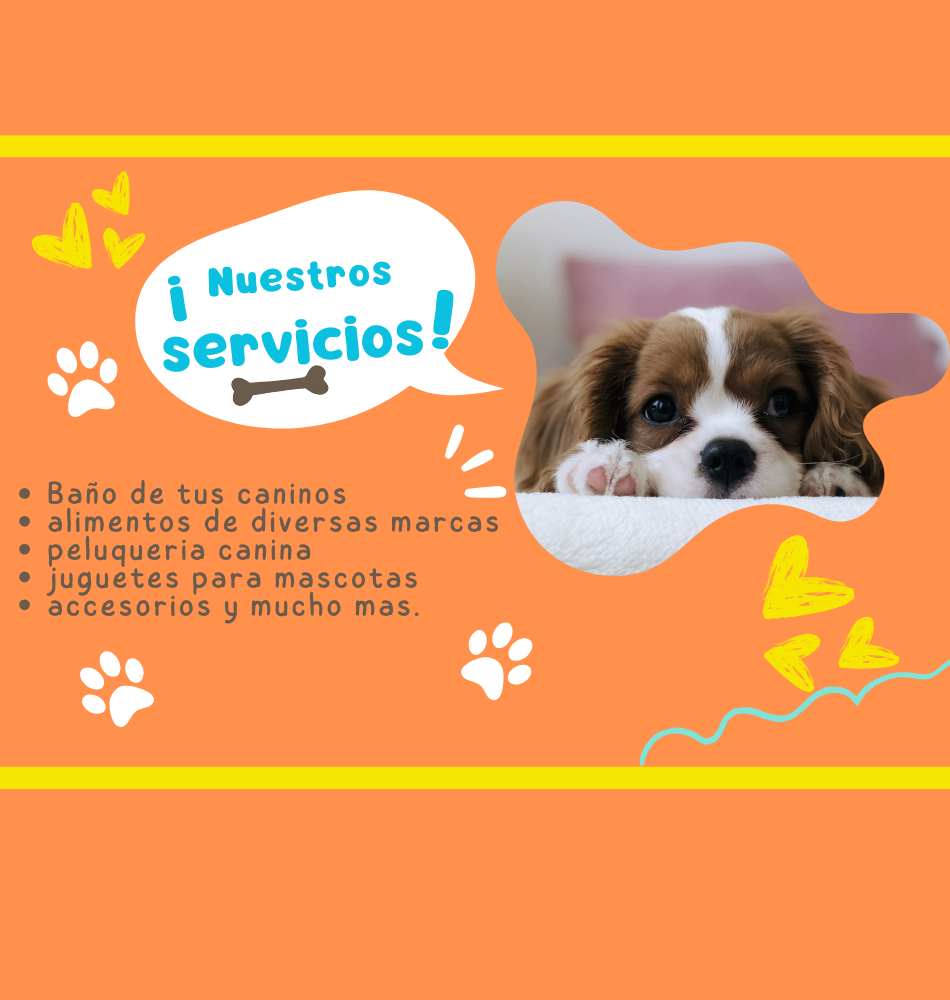 ¡ Nuestros
servicios!
• Baño de tus caninos
• alimentos de diversas marcas
• peluqueria canina
• juguetes para mascotas
• accesorios y mucho mas.